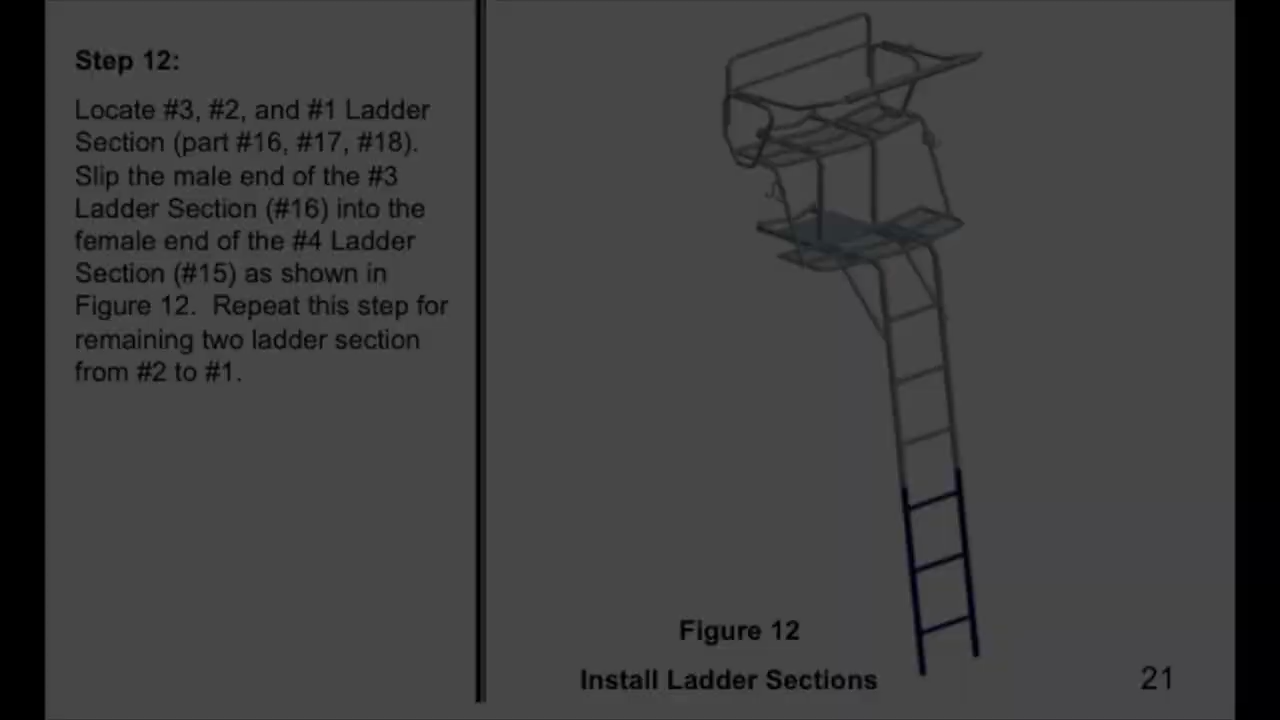 Step 12:
Locate #3, #2, and #1 Ladder
Section (part #16, #17, #18).
Slip the male end of the #3
Ladder Section (#16) into the
female end of the #4 Ladder
Section (#15) as shown in
Figure 12.  Repeat this step for
remaining two ladder section
from #2 to #1.
Figure 12
Install Ladder Sections
21